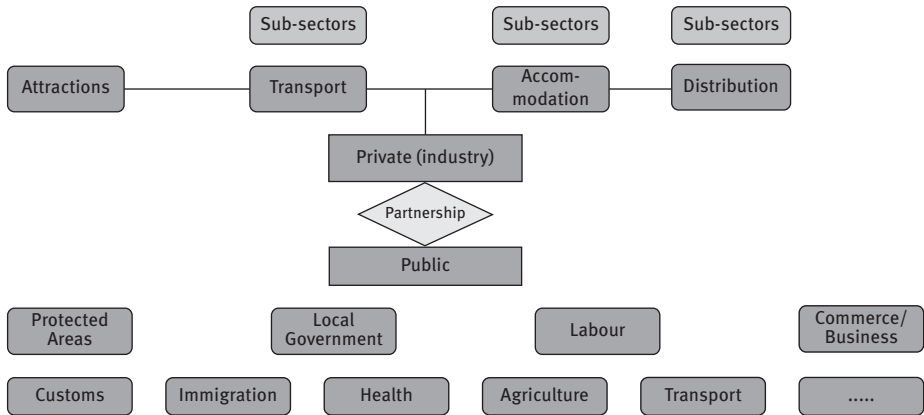 Sub-sectors
Sub-sectors
Sub-sectors
Attractions
Transport
Accom-
modation
Distribution
Private (industry)
Partnership
Public
Protected
Areas
Local
Government
Labour
Commerce/
Business
Customs
Immigration
Health
Agriculture
Transport
.....